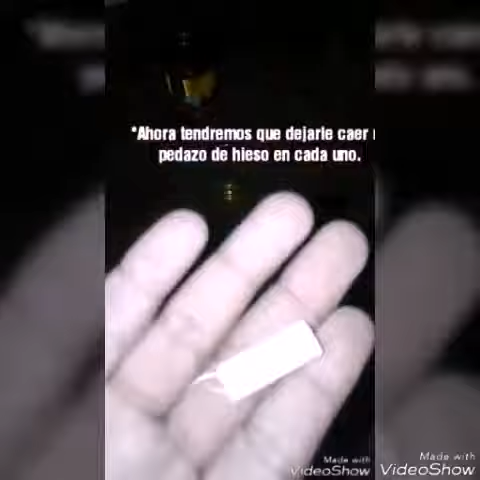 *Ahora tendremos que dejarle caer
pedazo de hieso en cada uno.
Made with
VideoShow
Made with
VideoShow